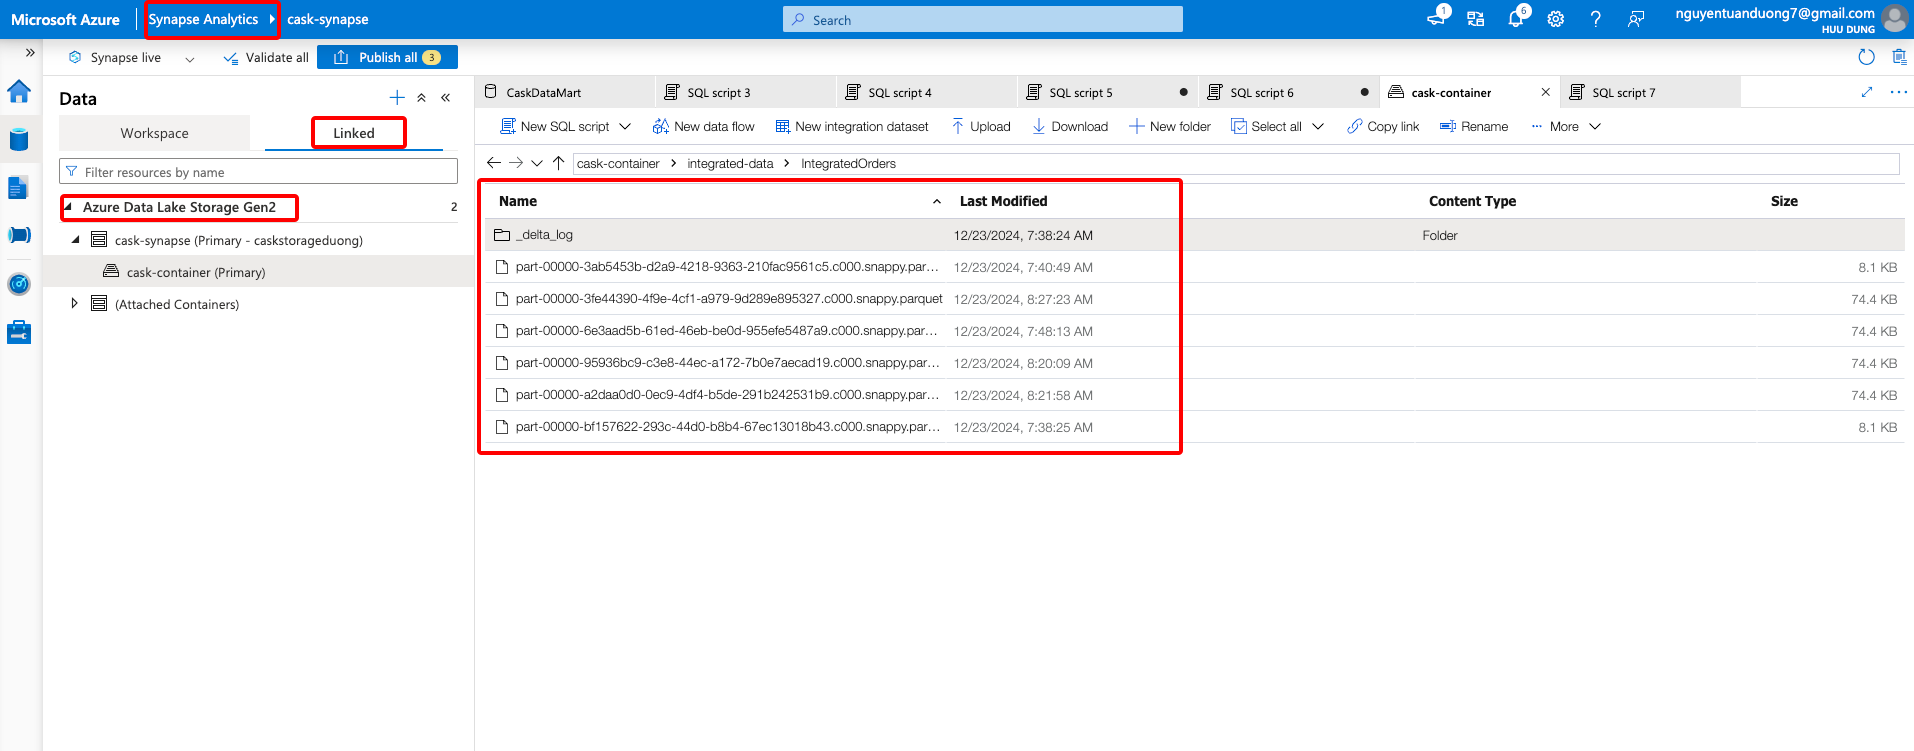 Microsoft Azure
Synapse Analytics
cask-synapse
Search
1
6
nguyentuanduong7@gmail.com
HUU DUNG
Synapse live
Validate all
Publish all 3
Data
Workspace
Linked
Filter resources by name
Azure Data Lake Storage Gen2 2
cask-synapse (Primary - caskstorageduong)
cask-container (Primary)
(Attached Containers)
CaskDataMart
SQL script 3
SQL script 4
SQL script 5
SQL script 6
cask-container
SQL script 7
New SQL script
New data flow
New integration dataset
Upload
Download
New folder
Select all
Copy link
Rename
More
cask-container > integrated-data > IntegratedOrders
Name Last Modified Content Type Size
_delta_log 12/23/2024, 7:38:24 AM Folder
part-00000-3ab5453b-d2a9-4218-9363-210fac9561c5.c000.snappy.par... 12/23/2024, 7:40:49 AM 8.1 KB
part-00000-3fe44390-4f9e-4cf1-a979-9d289e895327.c000.snappy.parquet 12/23/2024, 8:27:23 AM 74.4 KB
part-00000-6e3aad5b-61ed-46eb-be0d-955efe5487a9.c000.snappy.par... 12/23/2024, 7:48:13 AM 74.4 KB
part-00000-95936bc9-c3e8-44ec-a172-7b0e7aecad19.c000.snappy.par... 12/23/2024, 8:20:09 AM 74.4 KB
part-00000-a2daa0d0-0ec9-4df4-b5de-291b242531b9.c000.snappy.par... 12/23/2024, 8:21:58 AM 74.4 KB
part-00000-bf157622-293c-44d0-b8b4-67ec13018b43.c000.snappy.par... 12/23/2024, 7:38:25 AM 8.1 KB